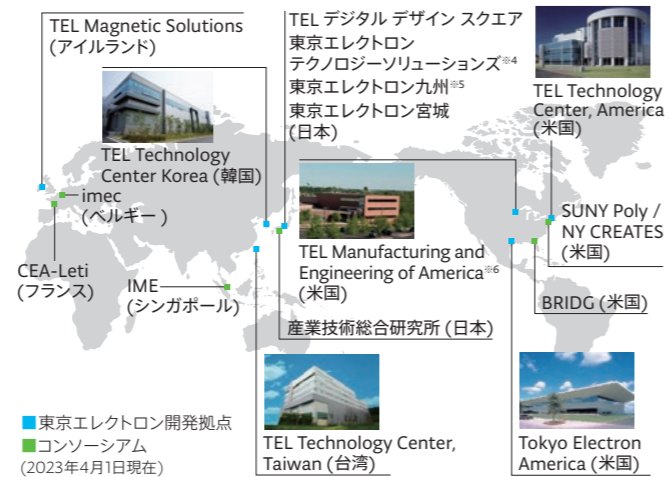 TEL Magnetic Solutions
(アイルランド)
TEL デジタル デザイン スクエア
東京エレクトロン
テクノロジーソリューションズ※4
東京エレクトロン九州※5
東京エレクトロン宮城
(日本)
TEL Technology
Center, America
(米国)
TEL Technology
Center Korea (韓国)
imec
(ベルギー )
CEA-Leti
(フランス)
IME
(シンガポール)
TEL Manufacturing and
Engineering of America※6
(米国)
SUNY Poly /
NY CREATES
(米国)
BRIDG (米国)
産業技術総合研究所 (日本)
TEL Technology Center,
Taiwan (台湾)
Tokyo Electron
America (米国)
東京エレクトロン開発拠点
コンソーシアム
(2023年4月1日現在)